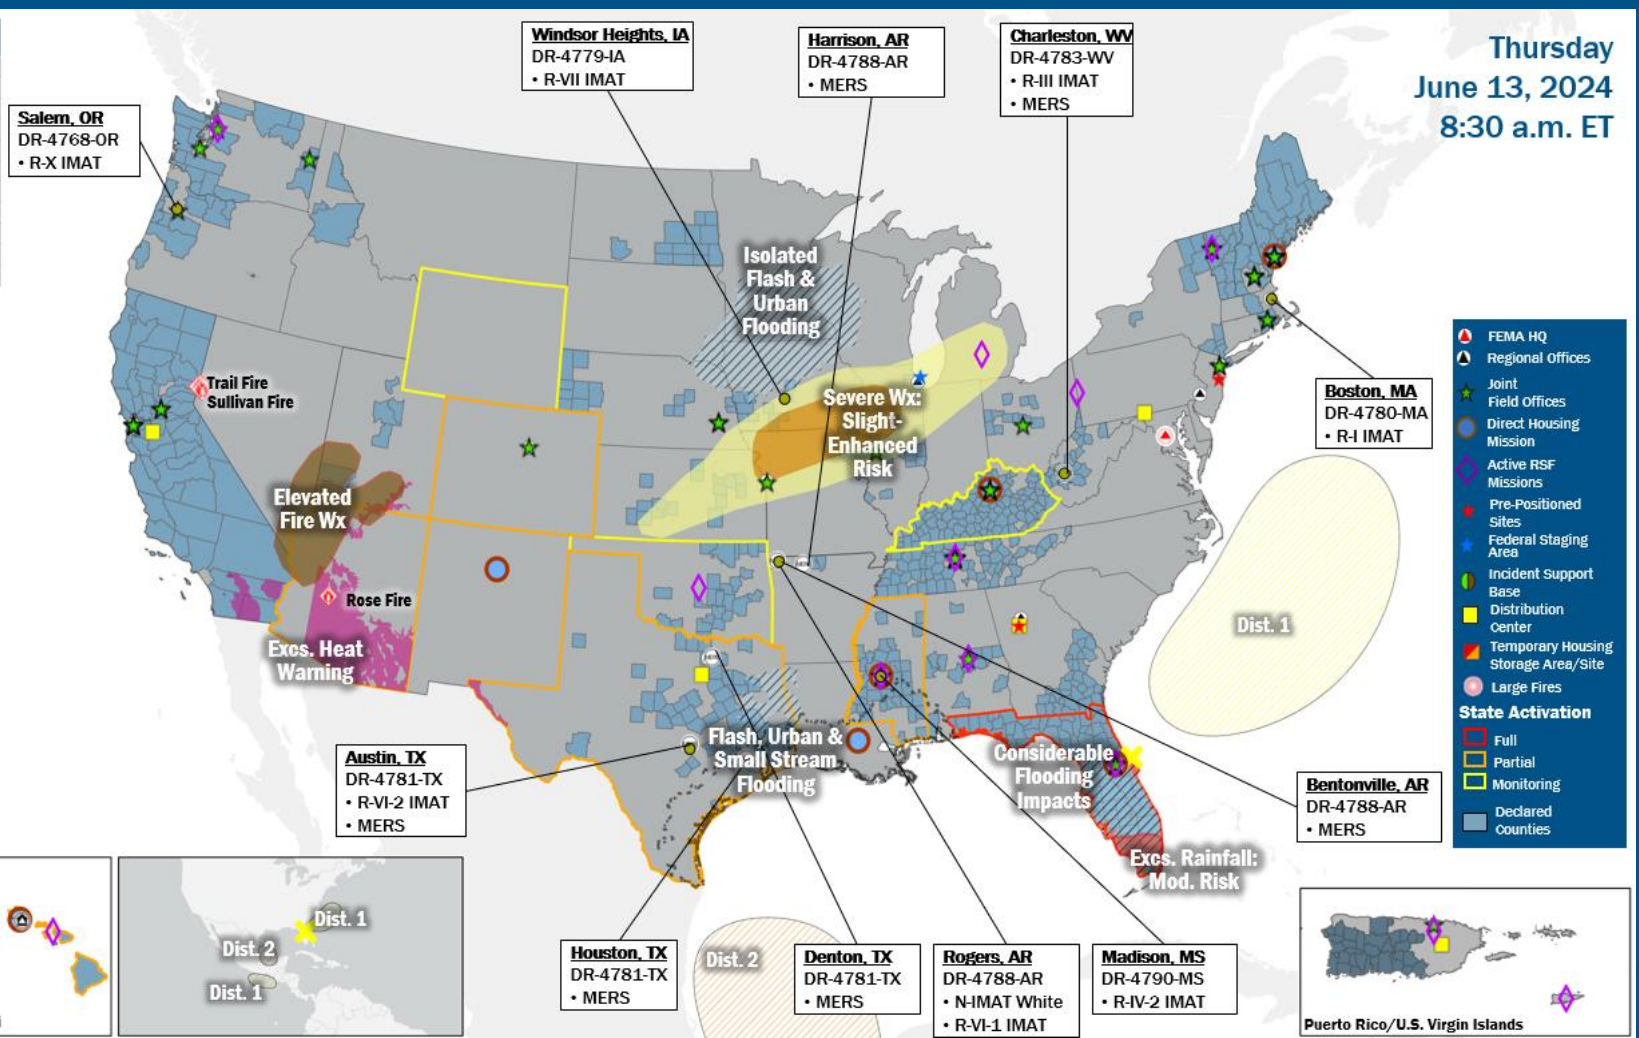 Thursday
June 13, 2024
8:30 a.m. ET
Windsor Heights, IA
DR-4779-IA
• R-VII IMAT
Harrison, AR
DR-4788-AR
• MERS
Charleston, WV
DR-4783-WV
• R-III IMAT
• MERS
Salem, OR
DR-4768-OR
• R-X IMAT
Isolated
Flash &
Urban
Flooding
Trail Fire
Sullivan Fire
Severe Wx:
Slight-
Enhanced
Risk
Boston, MA
DR-4780-MA
• R-I IMAT
Elevated
Fire Wx
Rose Fire
Excs. Heat
Warning
Dist. 1
Flash, Urban &
Small Stream
Flooding
Considerable
Flooding
Impacts
Excs. Rainfall:
Mod. Risk
Austin, TX
DR-4781-TX
• R-VI-2 IMAT
• MERS
Bentonville, AR
DR-4788-AR
• MERS
Houston, TX
DR-4781-TX
• MERS
Dist. 2
Denton, TX
DR-4781-TX
• MERS
Rogers, AR
DR-4788-AR
• N-IMAT White
• R-VI-1 IMAT
Madison, MS
DR-4790-MS
• R-IV-2 IMAT
Dist. 1
Dist. 2
Dist. 1
Puerto Rico/U.S. Virgin Islands
FEMA HQ
Regional Offices
Joint
Field Offices
Direct Housing
Mission
Active RSF
Missions
Pre-Positioned
Sites
Federal Staging
Area
Incident Support
Base
Distribution
Center
Temporary Housing
Storage Area/Site
Large Fires
State Activation
Full
Partial
Monitoring
Declared
Counties